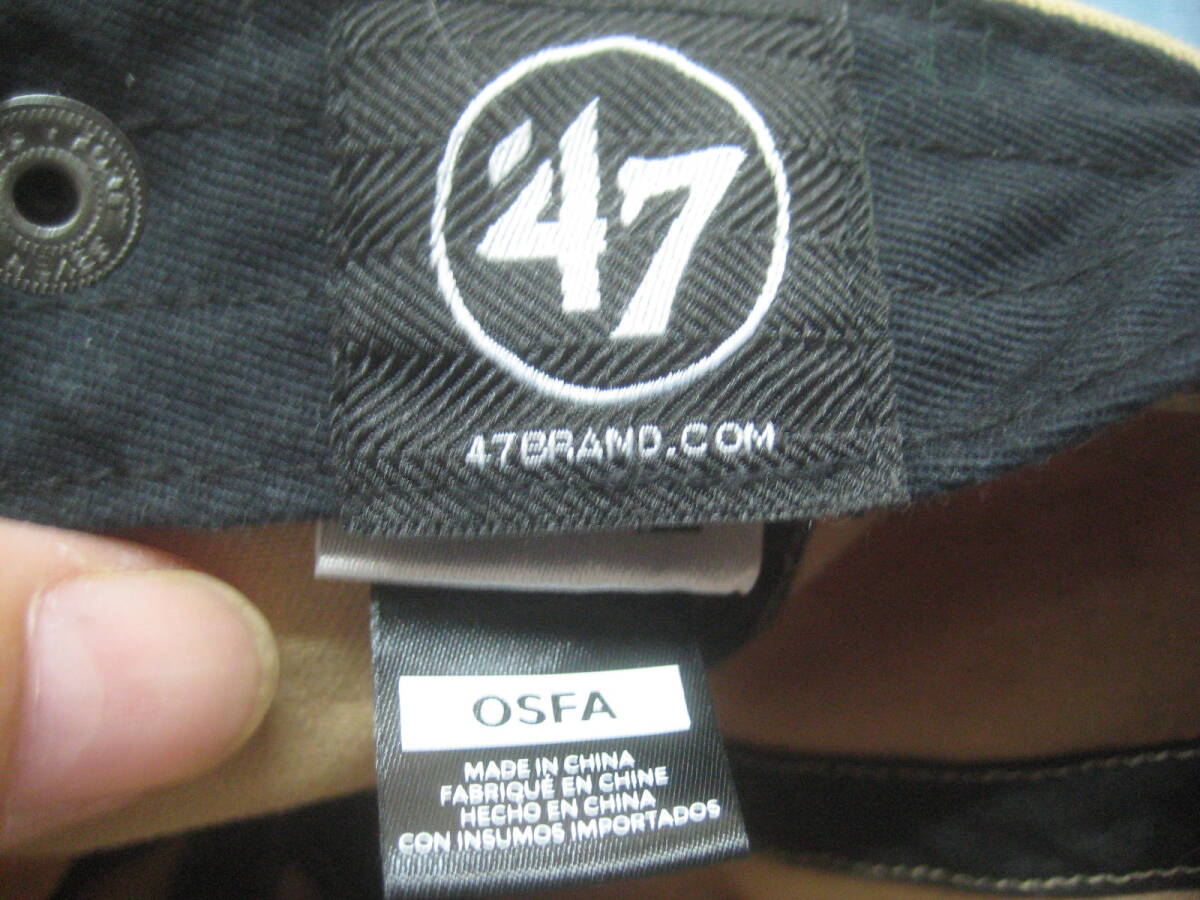 '47
47BRAND.COM
OSFA
MADE IN CHINA
FABRIQUÉ EN CHINE
HECHO EN CHINA
CON INSUMOS IMPORTADOS